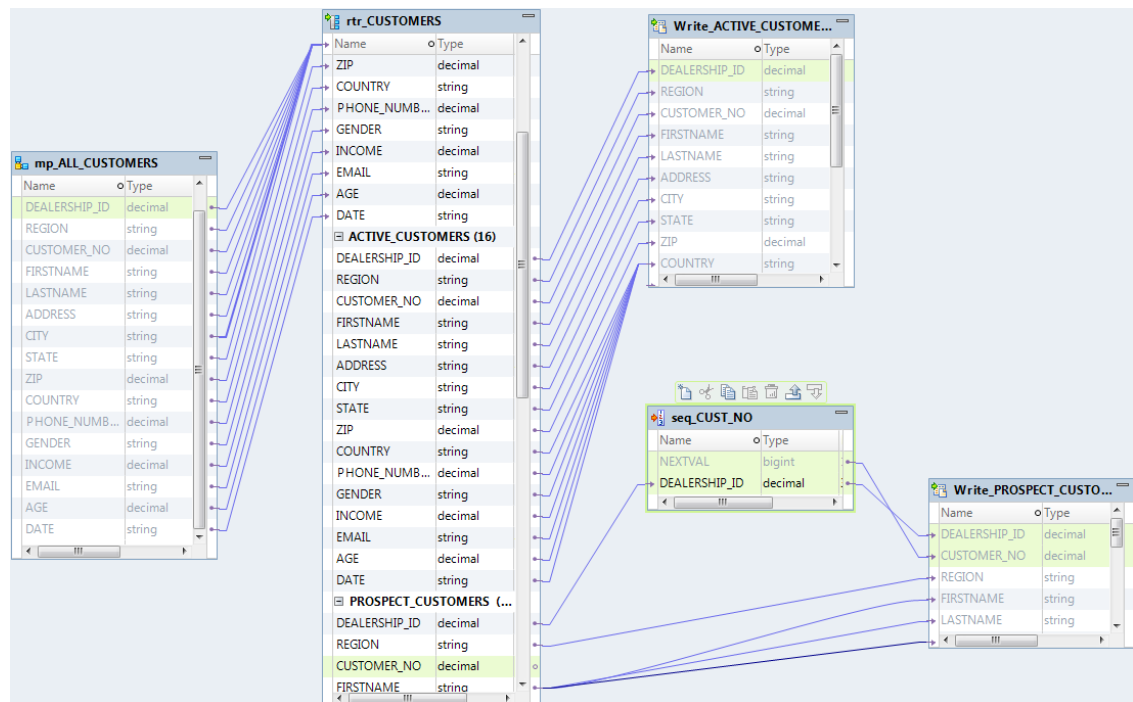 mp_ALL_CUSTOMERS
Name Type
DEALERSHIP_ID decimal
REGION string
CUSTOMER_NO decimal
FIRSTNAME string
LASTNAME string
ADDRESS string
CITY string
STATE string
ZIP decimal
COUNTRY string
PHONE_NUMB... decimal
GENDER string
INCOME decimal
EMAIL string
AGE decimal
DATE string
rtr_CUSTOMERS
Name Type
ZIP decimal
COUNTRY string
PHONE_NUMB... decimal
GENDER string
INCOME decimal
EMAIL string
AGE decimal
DATE string
ACTIVE_CUSTOMERS (16)
DEALERSHIP_ID decimal
REGION string
CUSTOMER_NO decimal
FIRSTNAME string
LASTNAME string
ADDRESS string
CITY string
STATE string
ZIP decimal
COUNTRY string
PHONE_NUMB... decimal
GENDER string
INCOME decimal
EMAIL string
AGE decimal
DATE string
PROSPECT_CUSTOMERS (...
DEALERSHIP_ID decimal
REGION string
CUSTOMER_NO decimal
FIRSTNAME string
Write_ACTIVE_CUSTOME...
Name Type
DEALERSHIP_ID decimal
REGION string
CUSTOMER_NO decimal
FIRSTNAME string
LASTNAME string
ADDRESS string
CITY string
STATE string
ZIP decimal
COUNTRY string
seq_CUST_NO
Name Type
NEXTVAL bigint
DEALERSHIP_ID decimal
Write_PROSPECT_CUSTO...
Name Type
DEALERSHIP_ID decimal
CUSTOMER_NO decimal
REGION string
FIRSTNAME string
LASTNAME string